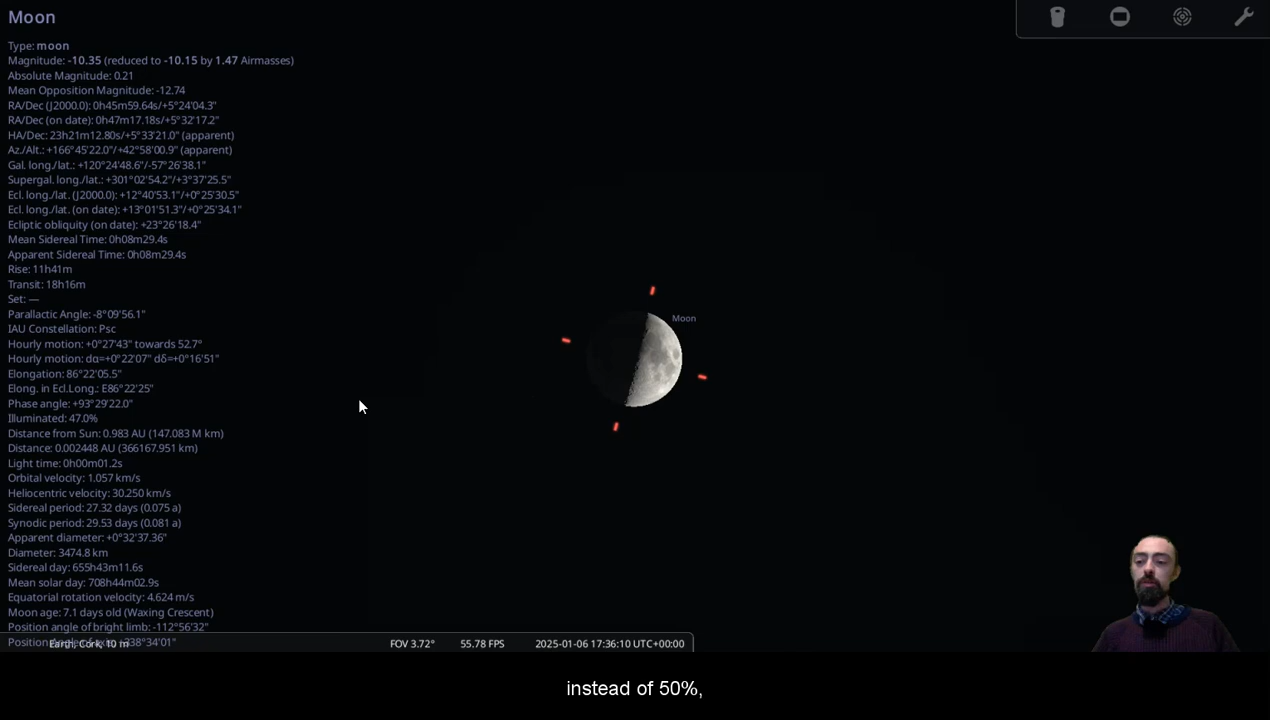 Moon
Type: moon
Magnitude: -10.35 (reduced to -10.15 by 1.47 Airmasses)
Absolute Magnitude: 0.21
Mean Opposition Magnitude: -12.74
RA/Dec (J2000.0): 0h45m59.64s/+5°24'04.3"
RA/Dec (on date): 0h47m17.18s/+5°32'17.2"
HA/Dec: 23h21m12.80s/+5°33'21.0" (apparent)
Az./Alt.: +166°45'22.0"/+42°58'00.9" (apparent)
Gal. long./lat.: +120°24'48.6"/-57°26'38.1"
Supergal. long./lat.: +301°02'54.2"/+3°37'25.5"
Ecl. long./lat. (J2000.0): +12°40'53.1"/+0°25'30.5"
Ecl. long./lat. (on date): +13°01'51.3"/+0°25'34.1"
Ecliptic obliquity (on date): +23°26'18.4"
Mean Sidereal Time: 0h08m29.4s
Apparent Sidereal Time: 0h08m29.4s
Rise: 11h41m
Transit: 18h16m
Set: —
Parallactic Angle: -8°09'56.1"
IAU Constellation: Psc
Hourly motion: +0°27'43" towards 52.7°
Hourly motion: dα=+0°22'07" dδ=+0°16'51"
Elongation: 86°22'05.5"
Elong. in Ecl.Long.: E86°22'25"
Phase angle: +93°29'22.0"
Illuminated: 47.0%
Distance from Sun: 0.983 AU (147.083 M km)
Distance: 0.002448 AU (366167.951 km)
Light time: 0h00m01.2s
Orbital velocity: 1.057 km/s
Heliocentric velocity: 30.250 km/s
Sidereal period: 27.32 days (0.075 a)
Synodic period: 29.53 days (0.081 a)
Apparent diameter: +0°32'37.36"
Diameter: 3474.8 km
Sidereal day: 655h43m11.6s
Mean solar day: 708h44m02.9s
Equatorial rotation velocity: 4.624 m/s
Moon age: 7.1 days old (Waxing Crescent)
Position angle of bright limb: -112°56'32"
Position Angle of axis: +338°34'01"
Earth, Cork, 10 m
FOV 3.72° 55.78 FPS 2025-01-06 17:36:10 UTC+00:00
Moon
instead of 50%,